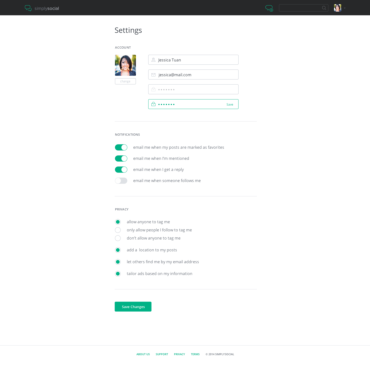 simplesocial
Settings
ACCOUNT
Jessica Tuan
jessica@mail.com
NOTIFICATIONS
email me when my posts are marked as favorites
email me when I'm mentioned
email me when I get a reply
email me when someone follows me
PRIVACY
allow anyone to tag me
only allow people I follow to tag me
don't allow anyone to tag me
add a location to my posts
let others find me by my email address
tailor ads based on my information
Save Changes
ABOUT US SUPPORT PRIVACY TERMS